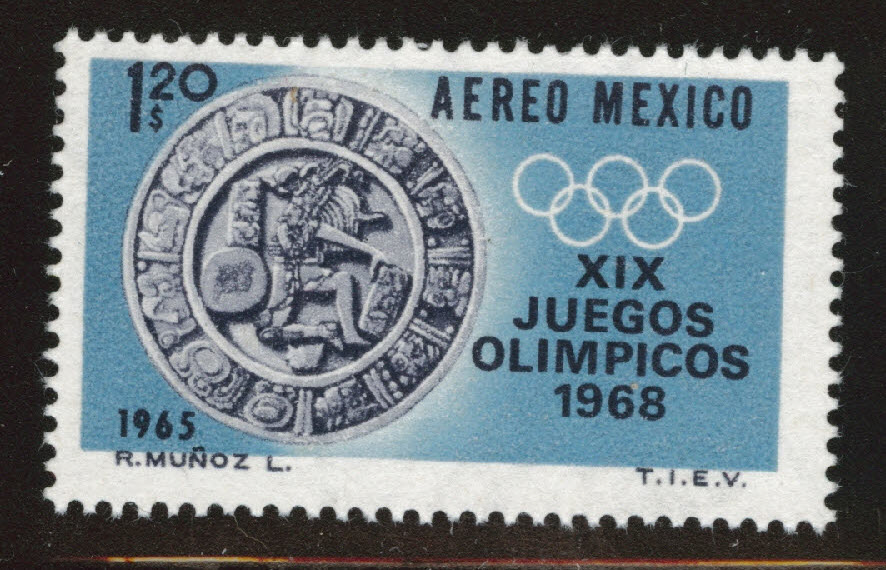 1.20
$
AEREO MEXICO
XIX
JUEGOS
OLIMPICOS
1968
1965
R.MUÑOZ L.
T.I.E.V.